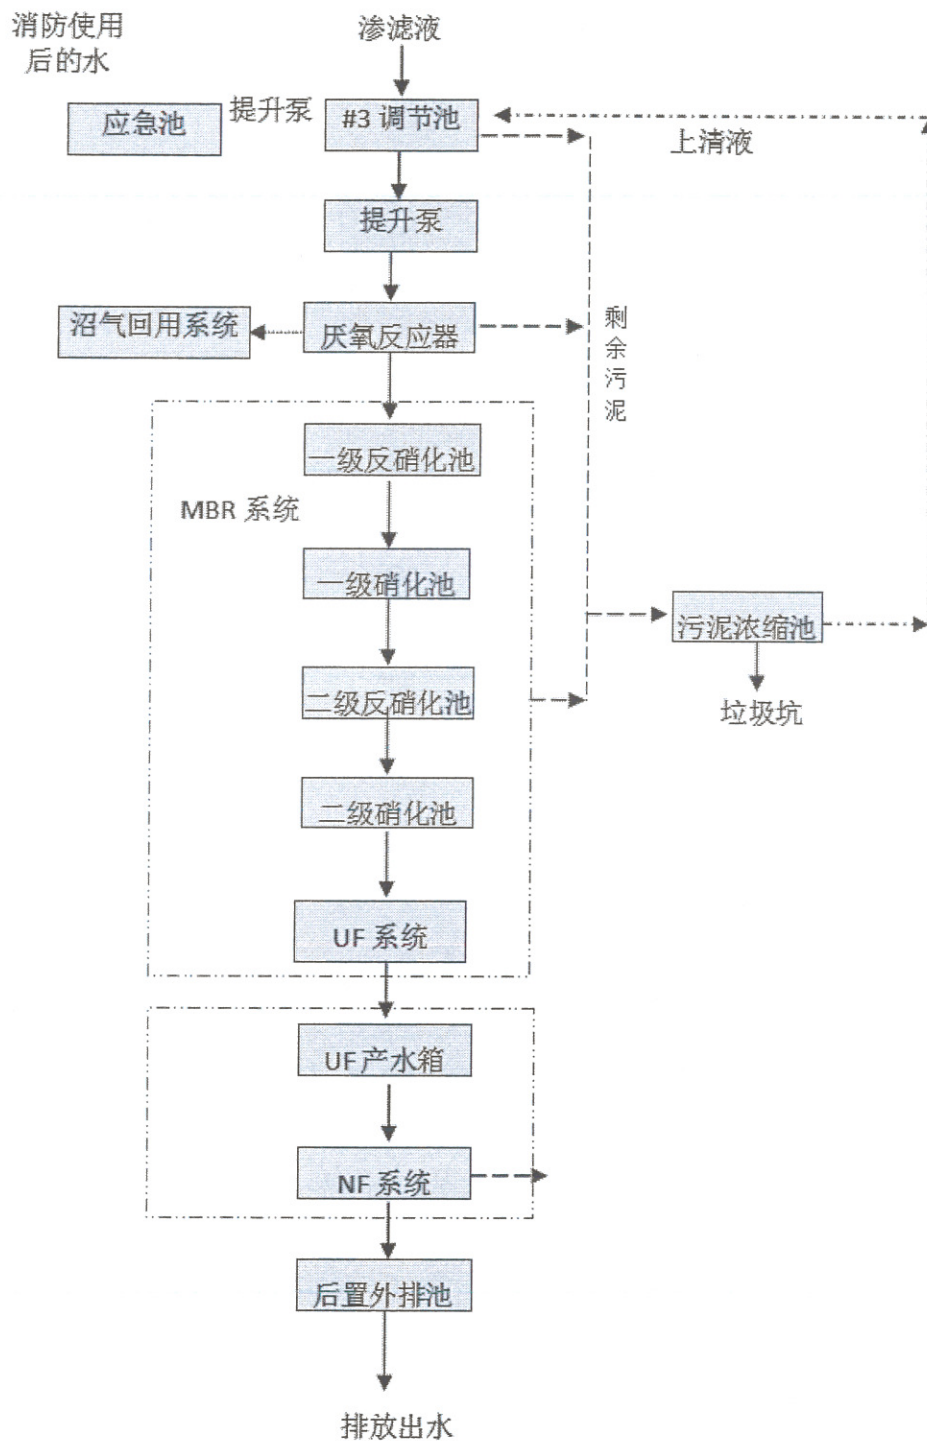 消防使用
后的水
渗滤液
应急池
提升泵
#3 调节池
上清液
提升泵
沼气回用系统
厌氧反应器
剩余污泥
一级反硝化池
MBR 系统
一级硝化池
污泥浓缩池
二级反硝化池
垃圾坑
二级硝化池
UF 系统
UF 产水箱
NF 系统
后置外排池
排放出水